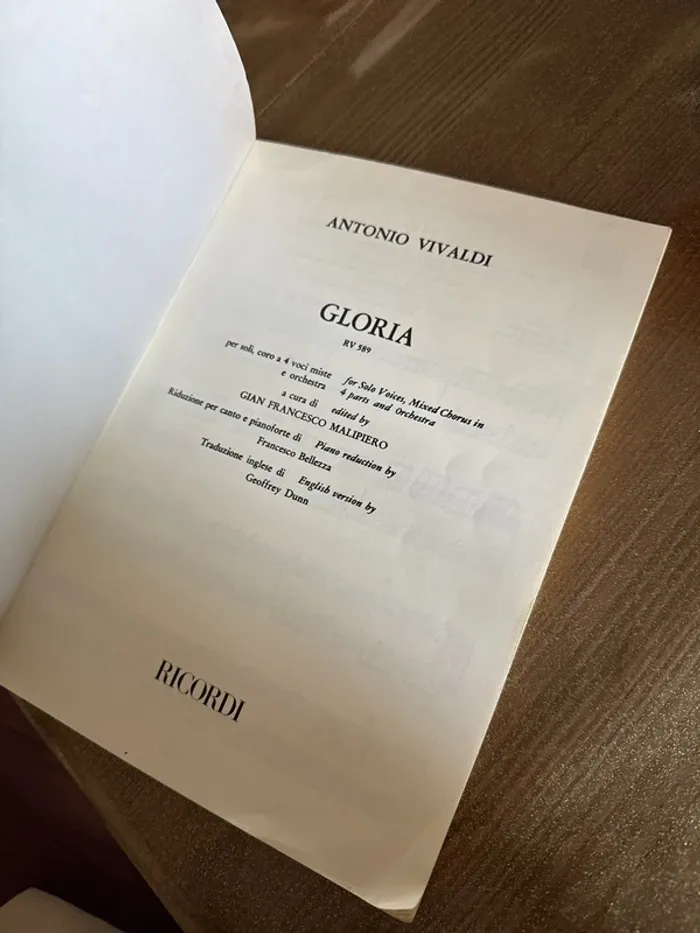 ANTONIO VIVALDI
GLORIA
RV 589
per soli, coro a 4 voci miste for Solo Voices, Mixed Chorus in
e orchestra 4 parts and Orchestra
a cura di edited by
GIAN FRANCESCO MALIPIERO
Riduzione per canto e pianoforte di Piano reduction by
Francesco Bellezza
Traduzione inglese di English version by
Geoffrey Dunn
RICORDI